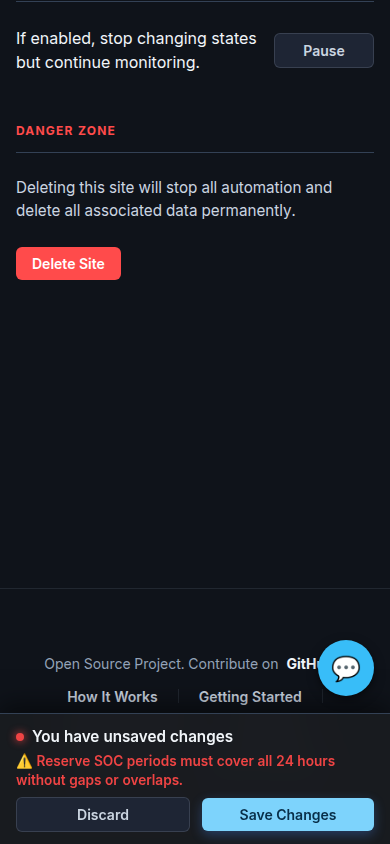 If enabled, stop changing states
but continue monitoring.
Pause
DANGER ZONE
Deleting this site will stop all automation and
delete all associated data permanently.
Delete Site
Open Source Project. Contribute on
How It Works
Getting Started
You have unsaved changes
⚠️ Reserve SOC periods must cover all 24 hours
without gaps or overlaps.
Discard
Save Changes